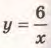 y = 6/x